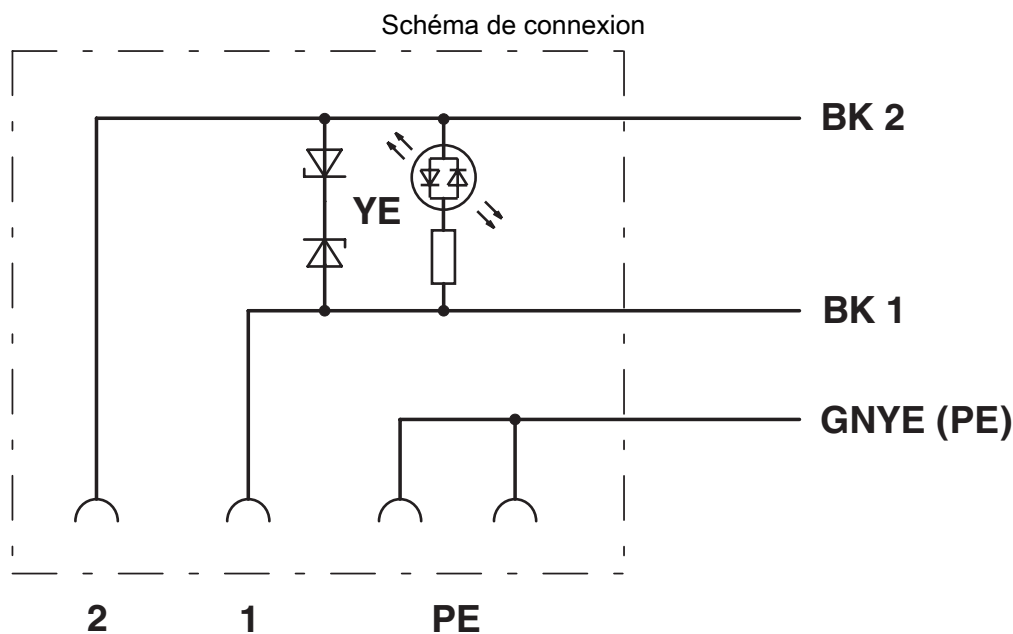 Schéma de connexion
BK 2
YE
BK 1
GNYE (PE)
2 1 PE